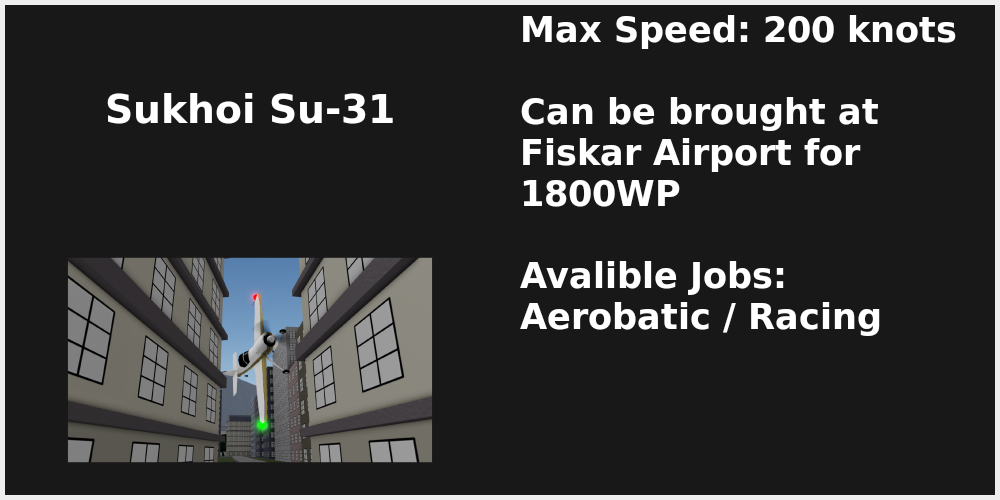 Sukhoi Su-31
Max Speed: 200 knots
Can be brought at
Fiskar Airport for
1800WP
Avalible Jobs:
Aerobatic / Racing